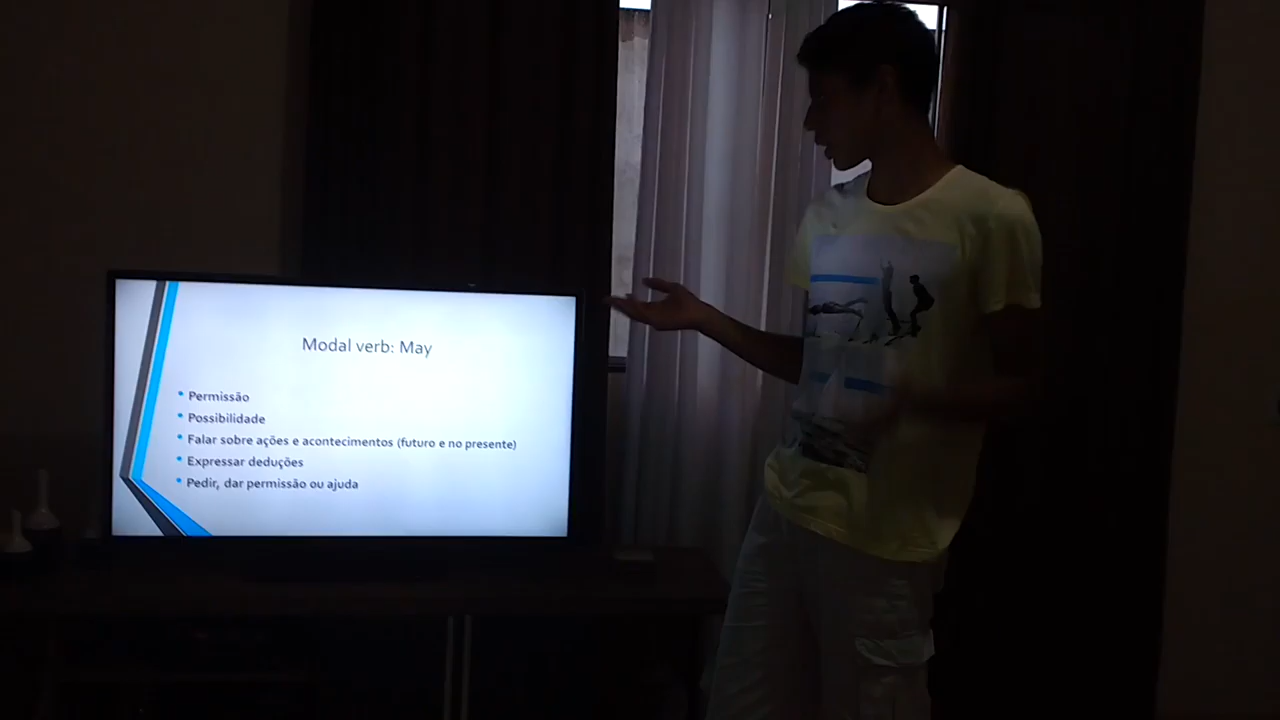 Modal verb: May
• Permissão
• Possibilidade
• Falar sobre ações e acontecimentos (futuro e no presente)
• Expressar deduções
• Pedir, dar permissão ou ajuda